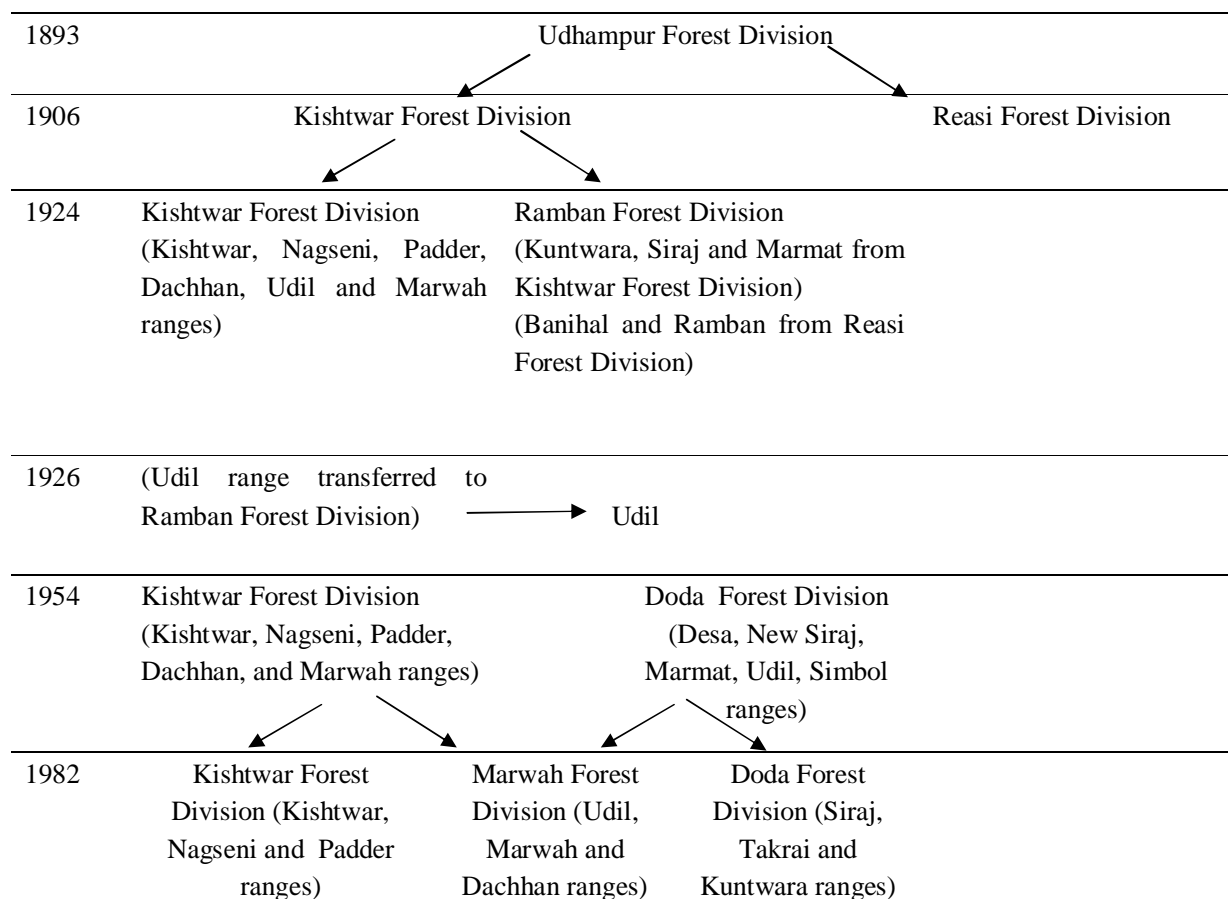 1893 Udhampur Forest Division
1906 Kishtwar Forest Division Reasi Forest Division
1924 Kishtwar Forest Division
(Kishtwar, Nagseni, Padder,
Dachhan, Udil and Marwah
ranges)
Ramban Forest Division
(Kuntwara, Siraj and Marmat from
Kishtwar Forest Division)
(Banihal and Ramban from Reasi
Forest Division)
1926 (Udil range transferred to
Ramban Forest Division) Udil
1954 Kishtwar Forest Division
(Kishtwar, Nagseni, Padder,
Dachhan, and Marwah ranges)
Doda Forest Division
(Desa, New Siraj,
Marmat, Udil, Simbol
ranges)
1982 Kishtwar Forest
Division (Kishtwar,
Nagseni and Padder
ranges)
Marwah Forest
Division (Udil,
Marwah and
Dachhan ranges)
Doda Forest
Division (Siraj,
Takrai and
Kuntwara ranges)